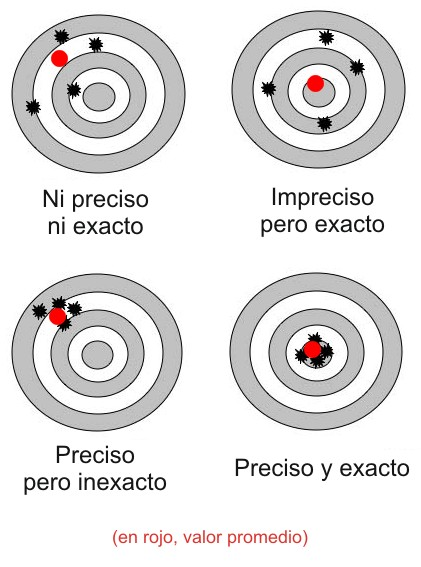 Ni preciso
ni exacto
Impreciso
pero exacto
Preciso
pero inexacto
Preciso y exacto
(en rojo, valor promedio)